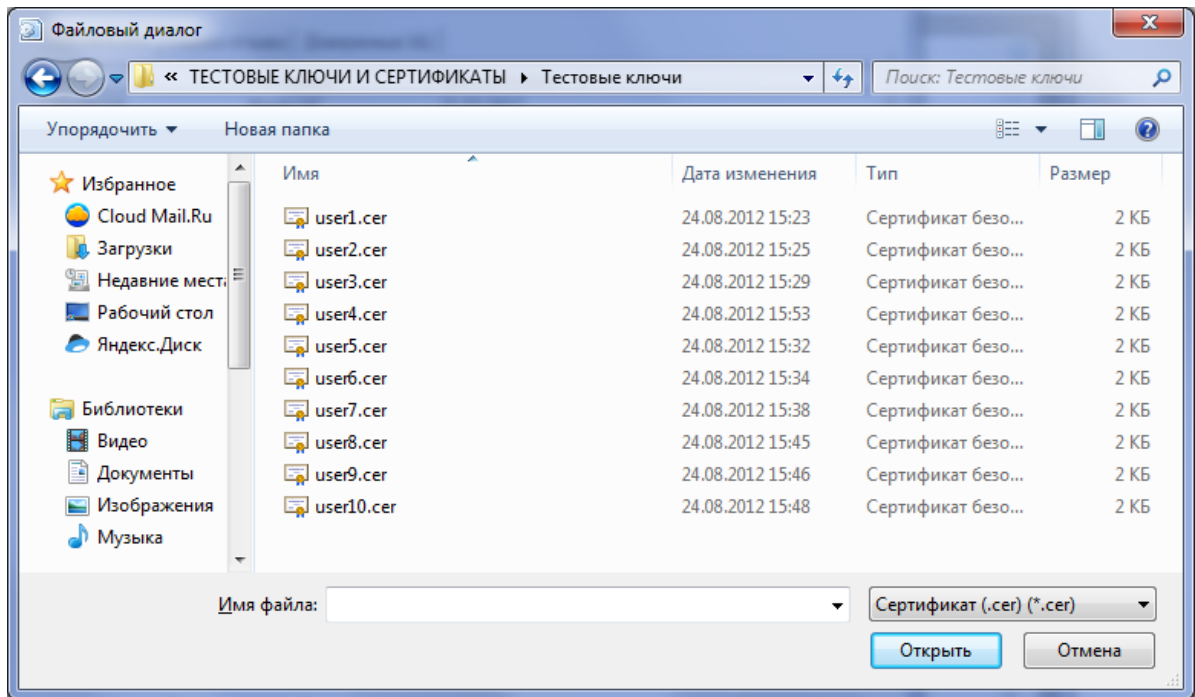 Файловый диалог
« ТЕСТОВЫЕ КЛЮЧИ И СЕРТИФИКАТЫ ▸ Тестовые ключи
Поиск: Тестовые ключи
Упорядочить
Новая папка
Избранное
Cloud Mail.Ru
Загрузки
Недавние мест
Рабочий стол
Яндекс.Диск
Библиотеки
Видео
Документы
Изображения
Музыка
Имя Дата изменения Тип Размер
user1.cer 24.08.2012 15:23 Сертификат безо... 2 КБ
user2.cer 24.08.2012 15:25 Сертификат безо... 2 КБ
user3.cer 24.08.2012 15:29 Сертификат безо... 2 КБ
user4.cer 24.08.2012 15:53 Сертификат безо... 2 КБ
user5.cer 24.08.2012 15:32 Сертификат безо... 2 КБ
user6.cer 24.08.2012 15:34 Сертификат безо... 2 КБ
user7.cer 24.08.2012 15:38 Сертификат безо... 2 КБ
user8.cer 24.08.2012 15:45 Сертификат безо... 2 КБ
user9.cer 24.08.2012 15:46 Сертификат безо... 2 КБ
user10.cer 24.08.2012 15:48 Сертификат безо... 2 КБ
Имя файла:
Сертификат (.cer) (*.cer)
Открыть
Отмена